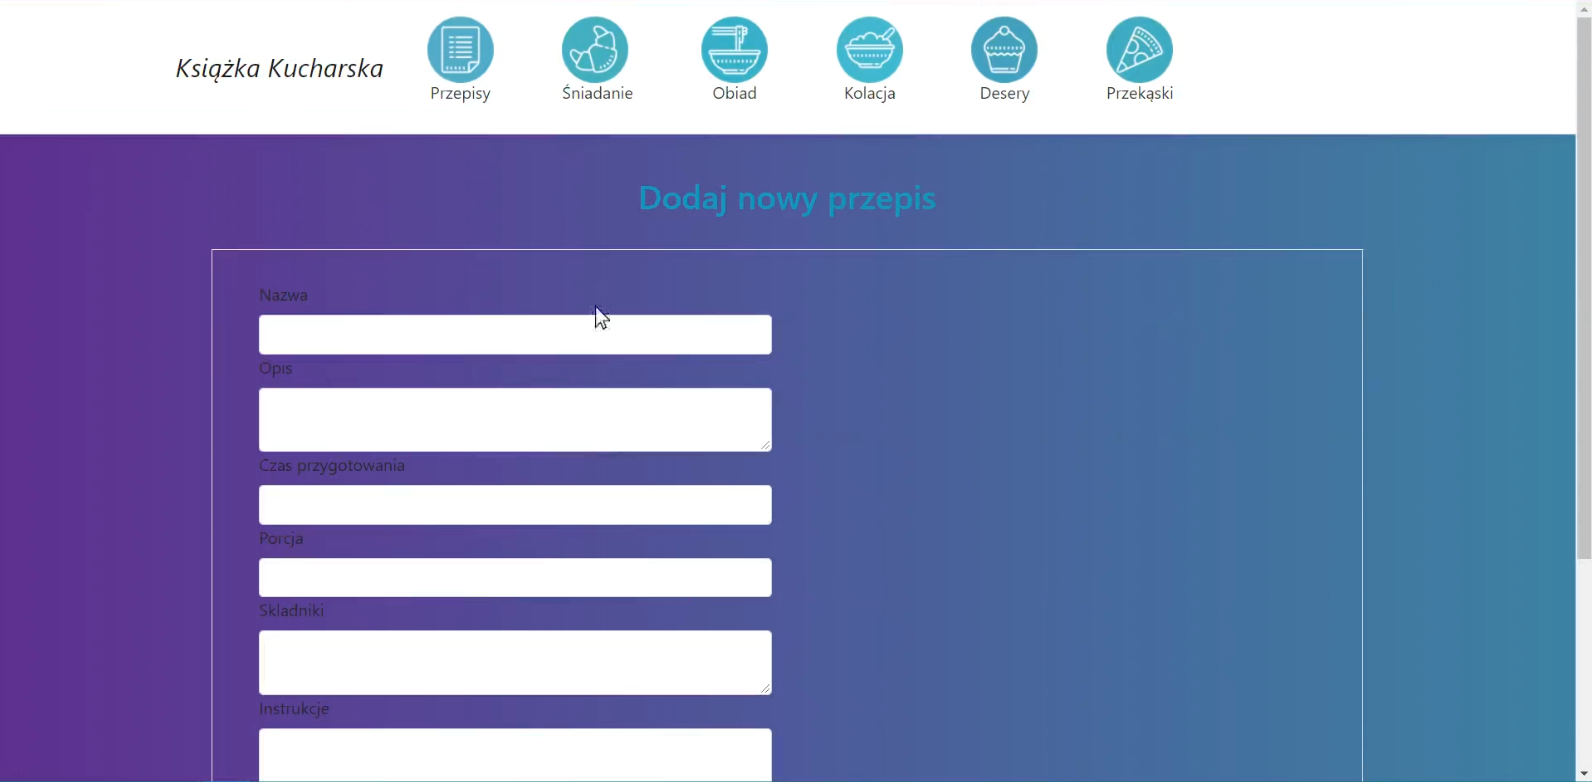 Książka Kucharska
Przepisy
Śniadanie
Obiad
Kolacja
Desery
Przekąski
Dodaj nowy przepis
Nazwa
Opis
Czas przygotowania
Porcja
Skladniki
Instrukcje